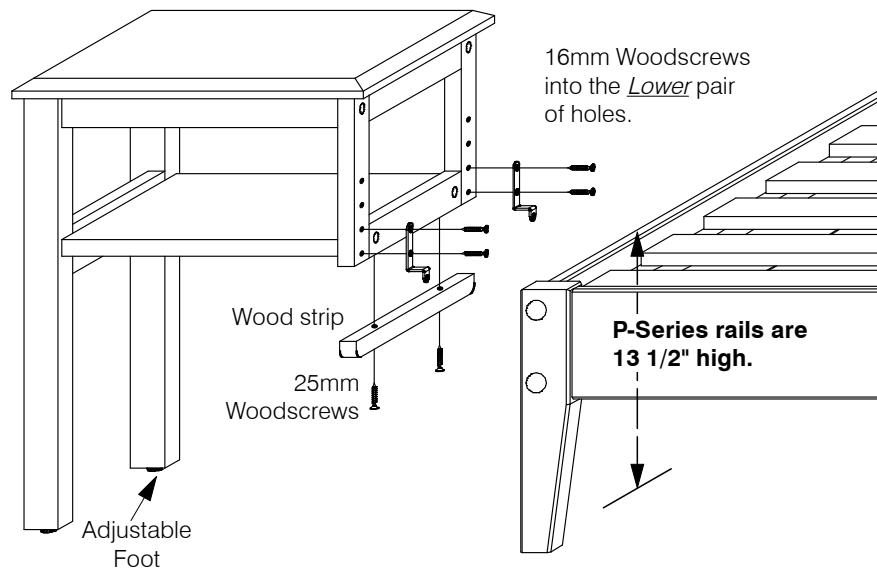 16mm Woodscrews
into the Lower pair
of holes.
Wood strip
P-Series rails are
13 1/2" high.
25mm
Woodscrews
Adjustable
Foot